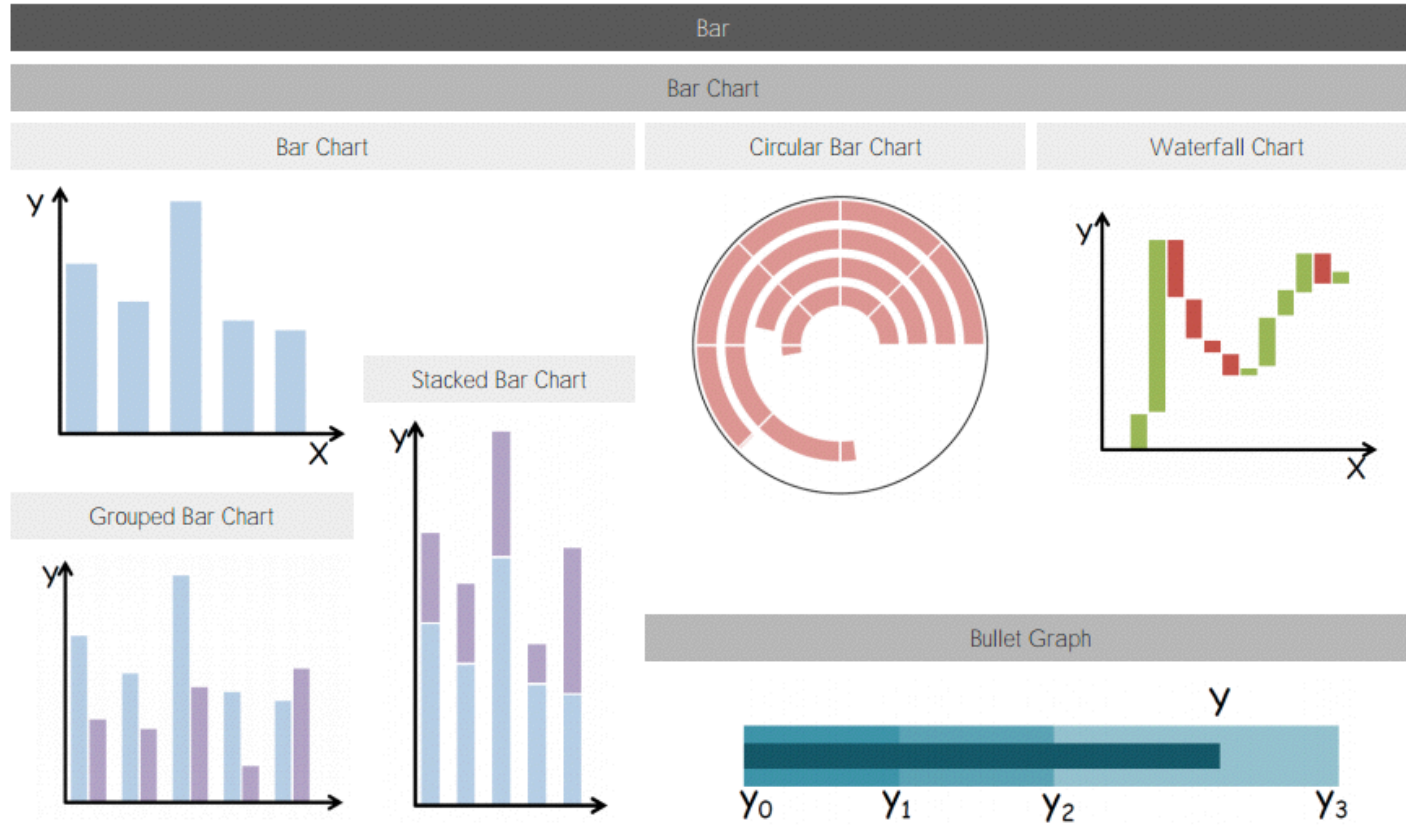 Bar
Bar Chart
Bar Chart
Circular Bar Chart
Waterfall Chart
y
X
y
X
Stacked Bar Chart
y
Grouped Bar Chart
y
Bullet Graph
y
y₀
y₁
y₂
y₃